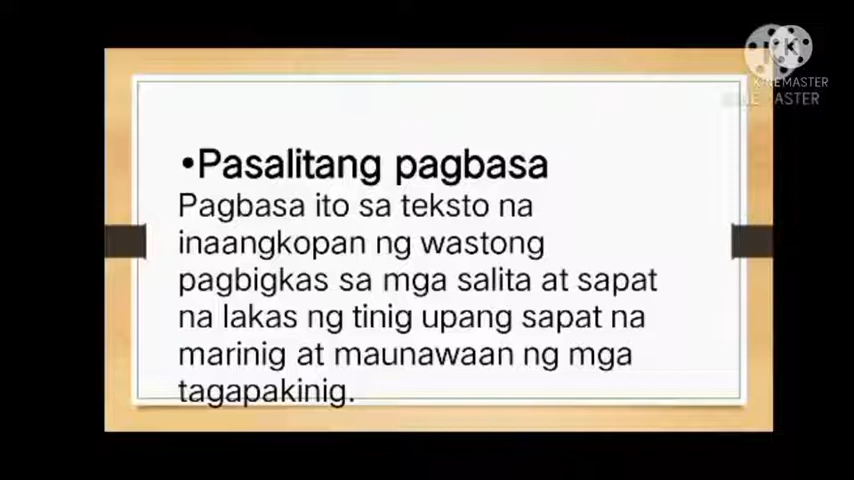 •Pasalitang pagbasa
Pagbasa ito sa teksto na
inaangkopan ng wastong
pagbigkas sa mga salita at sapat
na lakas ng tinig upang sapat na
marinig at maunawaan ng mga
tagapakinig.
K
KINEMASTER